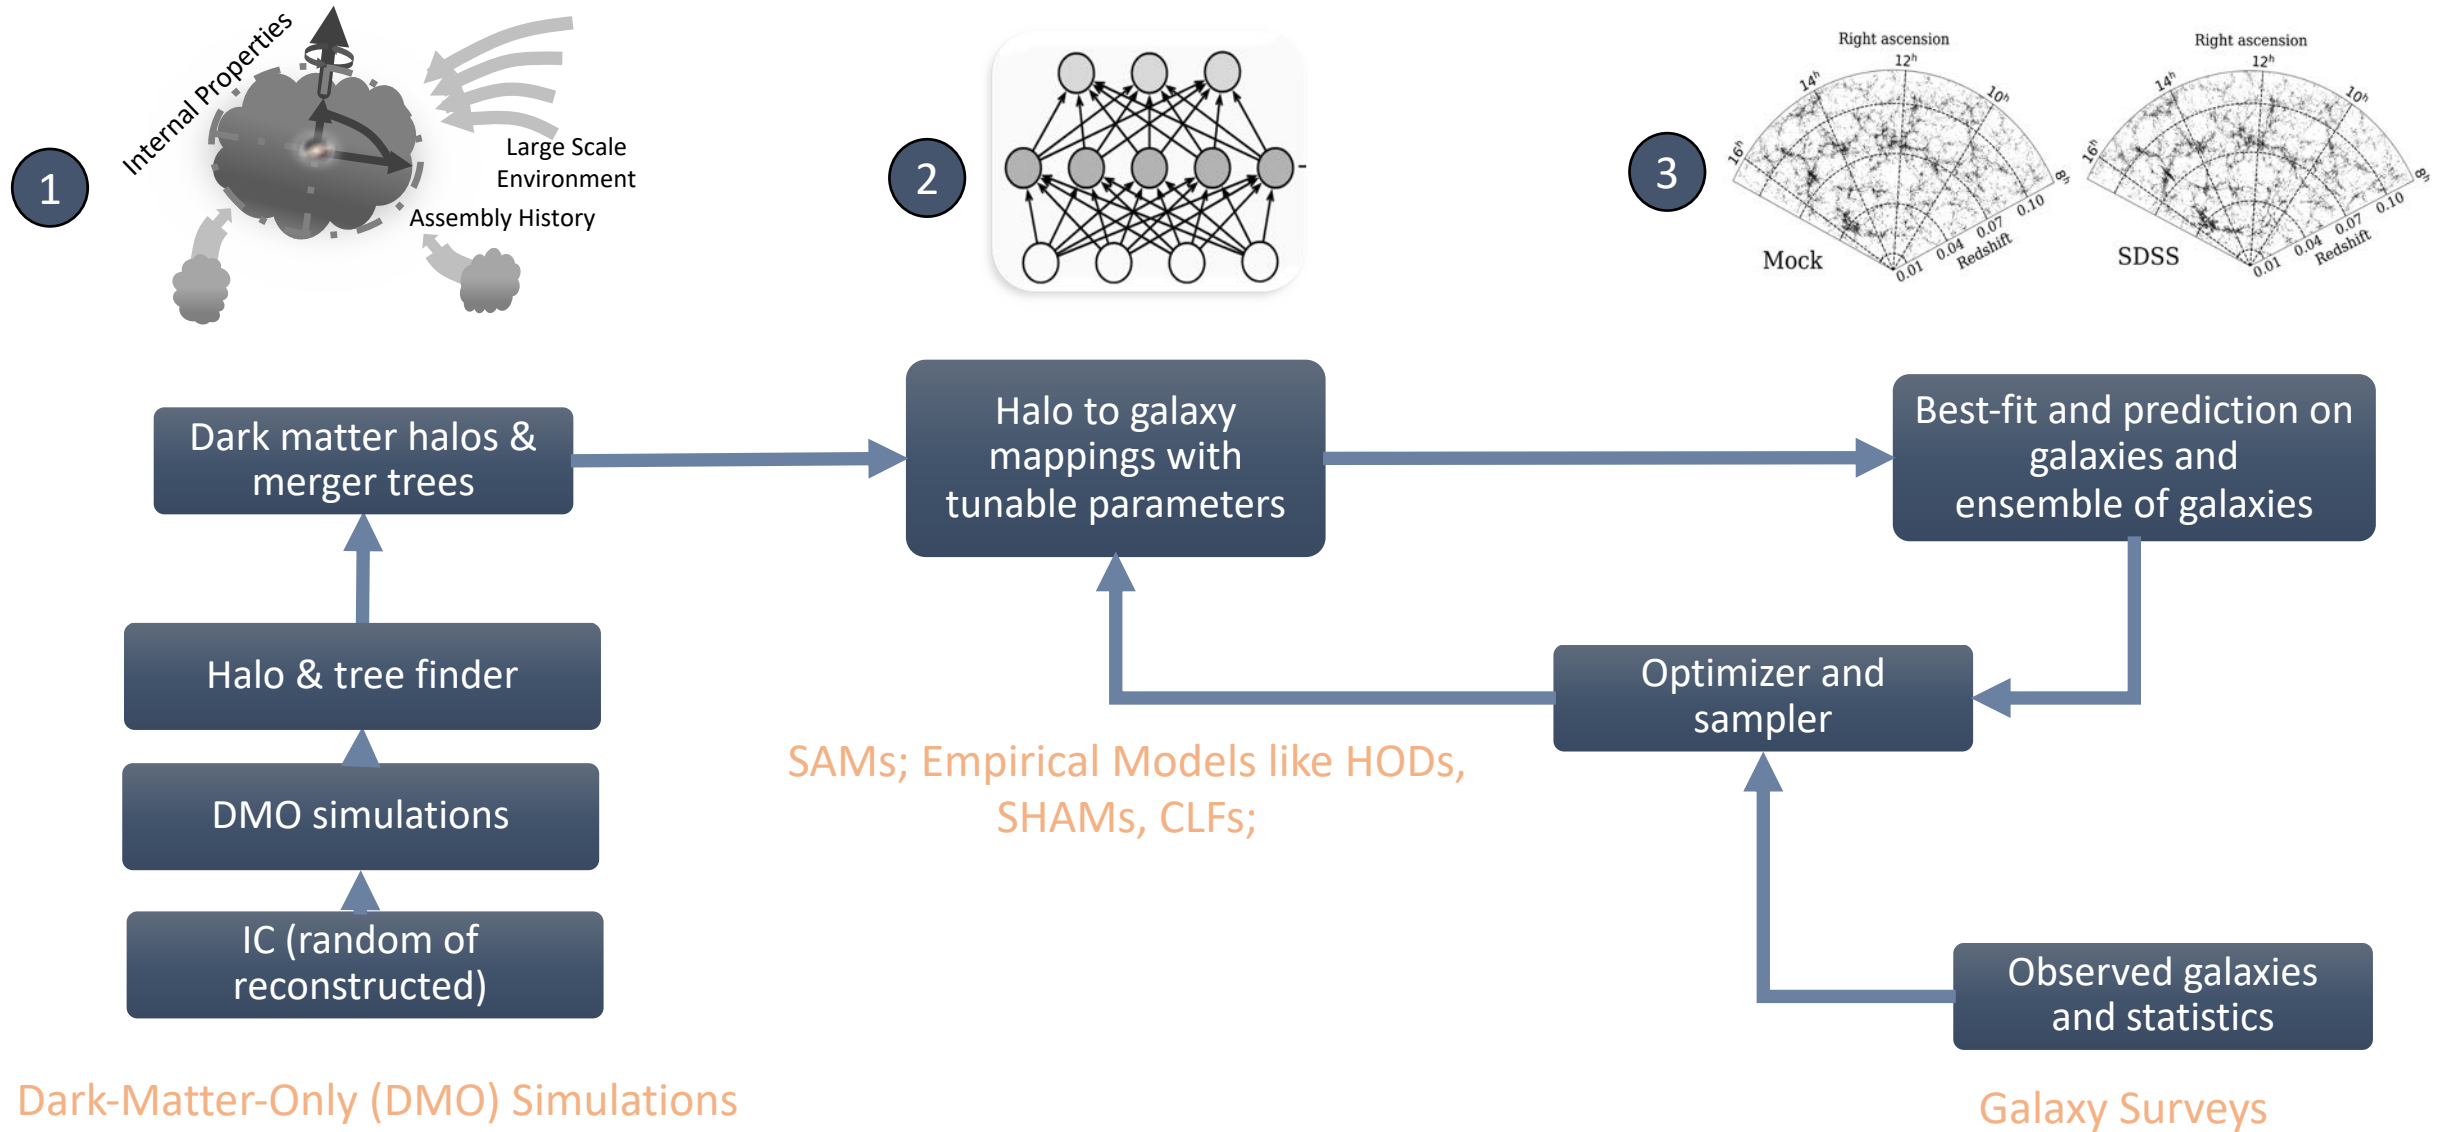 1
Internal Properties
Large Scale
Environment
Assembly History
2
3
Right ascension
16h
14h
12h
10h
8h
0.01
0.04
0.07
0.10
Redshift
Mock
Right ascension
16h
14h
12h
10h
8h
0.01
0.04
0.07
0.10
Redshift
SDSS
Dark matter halos &
merger trees
Halo & tree finder
DMO simulations
IC (random of
reconstructed)
Dark-Matter-Only (DMO) Simulations
Halo to galaxy
mappings with
tunable parameters
SAMs; Empirical Models like HODs,
SHAMs, CLFs;
Best-fit and prediction on
galaxies and
ensemble of galaxies
Optimizer and
sampler
Observed galaxies
and statistics
Galaxy Surveys